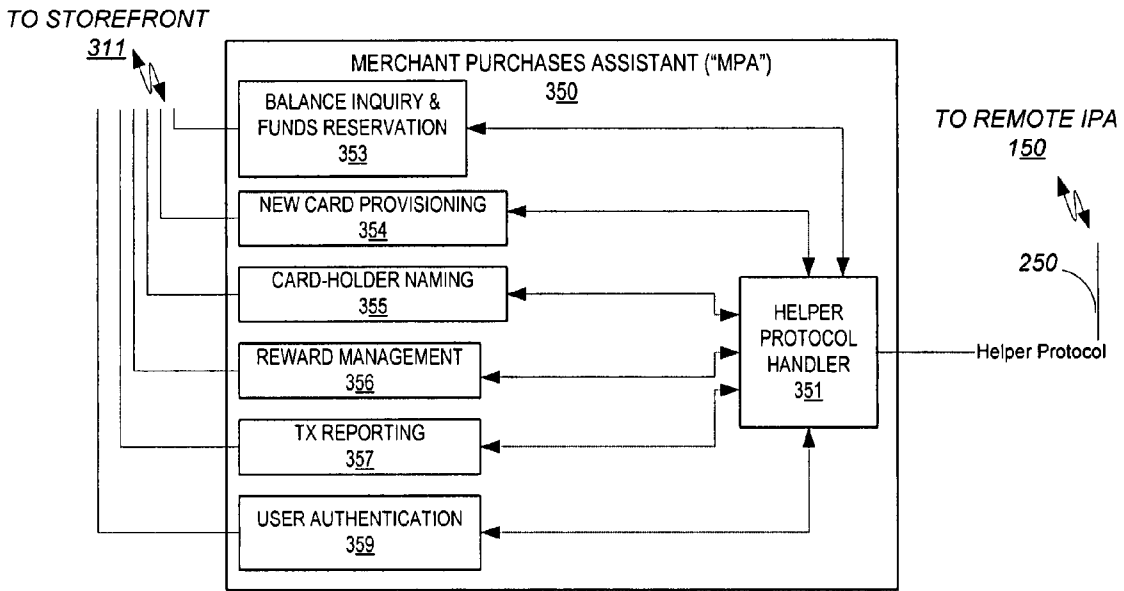 TO STOREFRONT
311
MERCHANT PURCHASES ASSISTANT ("MPA")
350
BALANCE INQUIRY &
FUNDS RESERVATION
353
TO REMOTE IPA
150
NEW CARD PROVISIONING
354
250
CARD-HOLDER NAMING
355
HELPER
PROTOCOL
HANDLER
351
Helper Protocol
REWARD MANAGEMENT
356
TX REPORTING
357
USER AUTHENTICATION
359